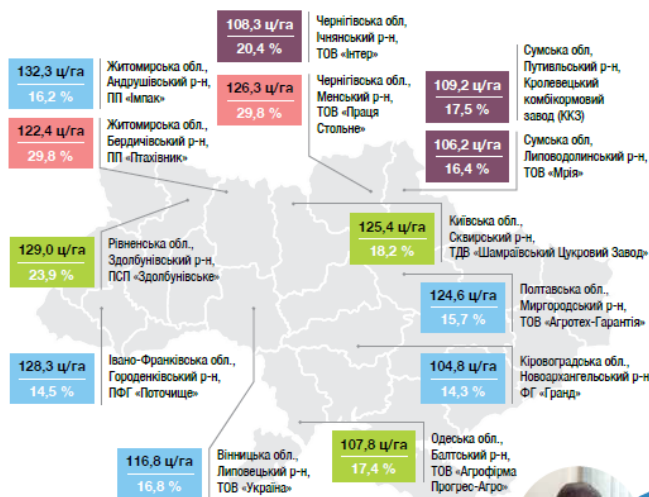 108,3 ц/га
20,4 %
Чернігівська обл,
Ічнянський р-н,
ТОВ «Інтер»
132,3 ц/га
16,2 %
Житомирська обл.,
Андрушівський р-н,
ПП «Імпак»
126,3 ц/га
29,8 %
Чернігівська обл.,
Менський р-н,
ТОВ «Праця
Стольне»
109,2 ц/га
17,5 %
Сумська обл,
Путивльський р-н,
Кролевецький
комбікормовий
завод (ККЗ)
122,4 ц/га
29,8 %
Житомирська обл.,
Бердичівський р-н,
ПП «Птахівник»
106,2 ц/га
16,4 %
Сумська обл,
Липоводолинський р-н,
ТОВ «Мрія»
129,0 ц/га
23,9 %
Рівненська обл.,
Здолбунівський р-н,
ПСП «Здолбунівське»
125,4 ц/га
18,2 %
Київська обл.,
Сквирський р-н,
ТДВ «Шамраївський Цукровий Завод»
124,6 ц/га
15,7 %
Полтавська обл.,
Миргородський р-н,
ТОВ «Агротех-Гарантія»
128,3 ц/га
14,5 %
Івано-Франківська обл.,
Городенківський р-н,
ПФГ «Поточище»
104,8 ц/га
14,3 %
Кіровоградська обл.,
Новоархангельський р-н
ФГ «Гранд»
116,8 ц/га
16,8 %
Вінницька обл.,
Липовецький р-н,
ТОВ «Україна»
107,8 ц/га
17,4 %
Одеська обл.,
Балтський р-н,
ТОВ «Агрофірма
Прогрес-Агро»